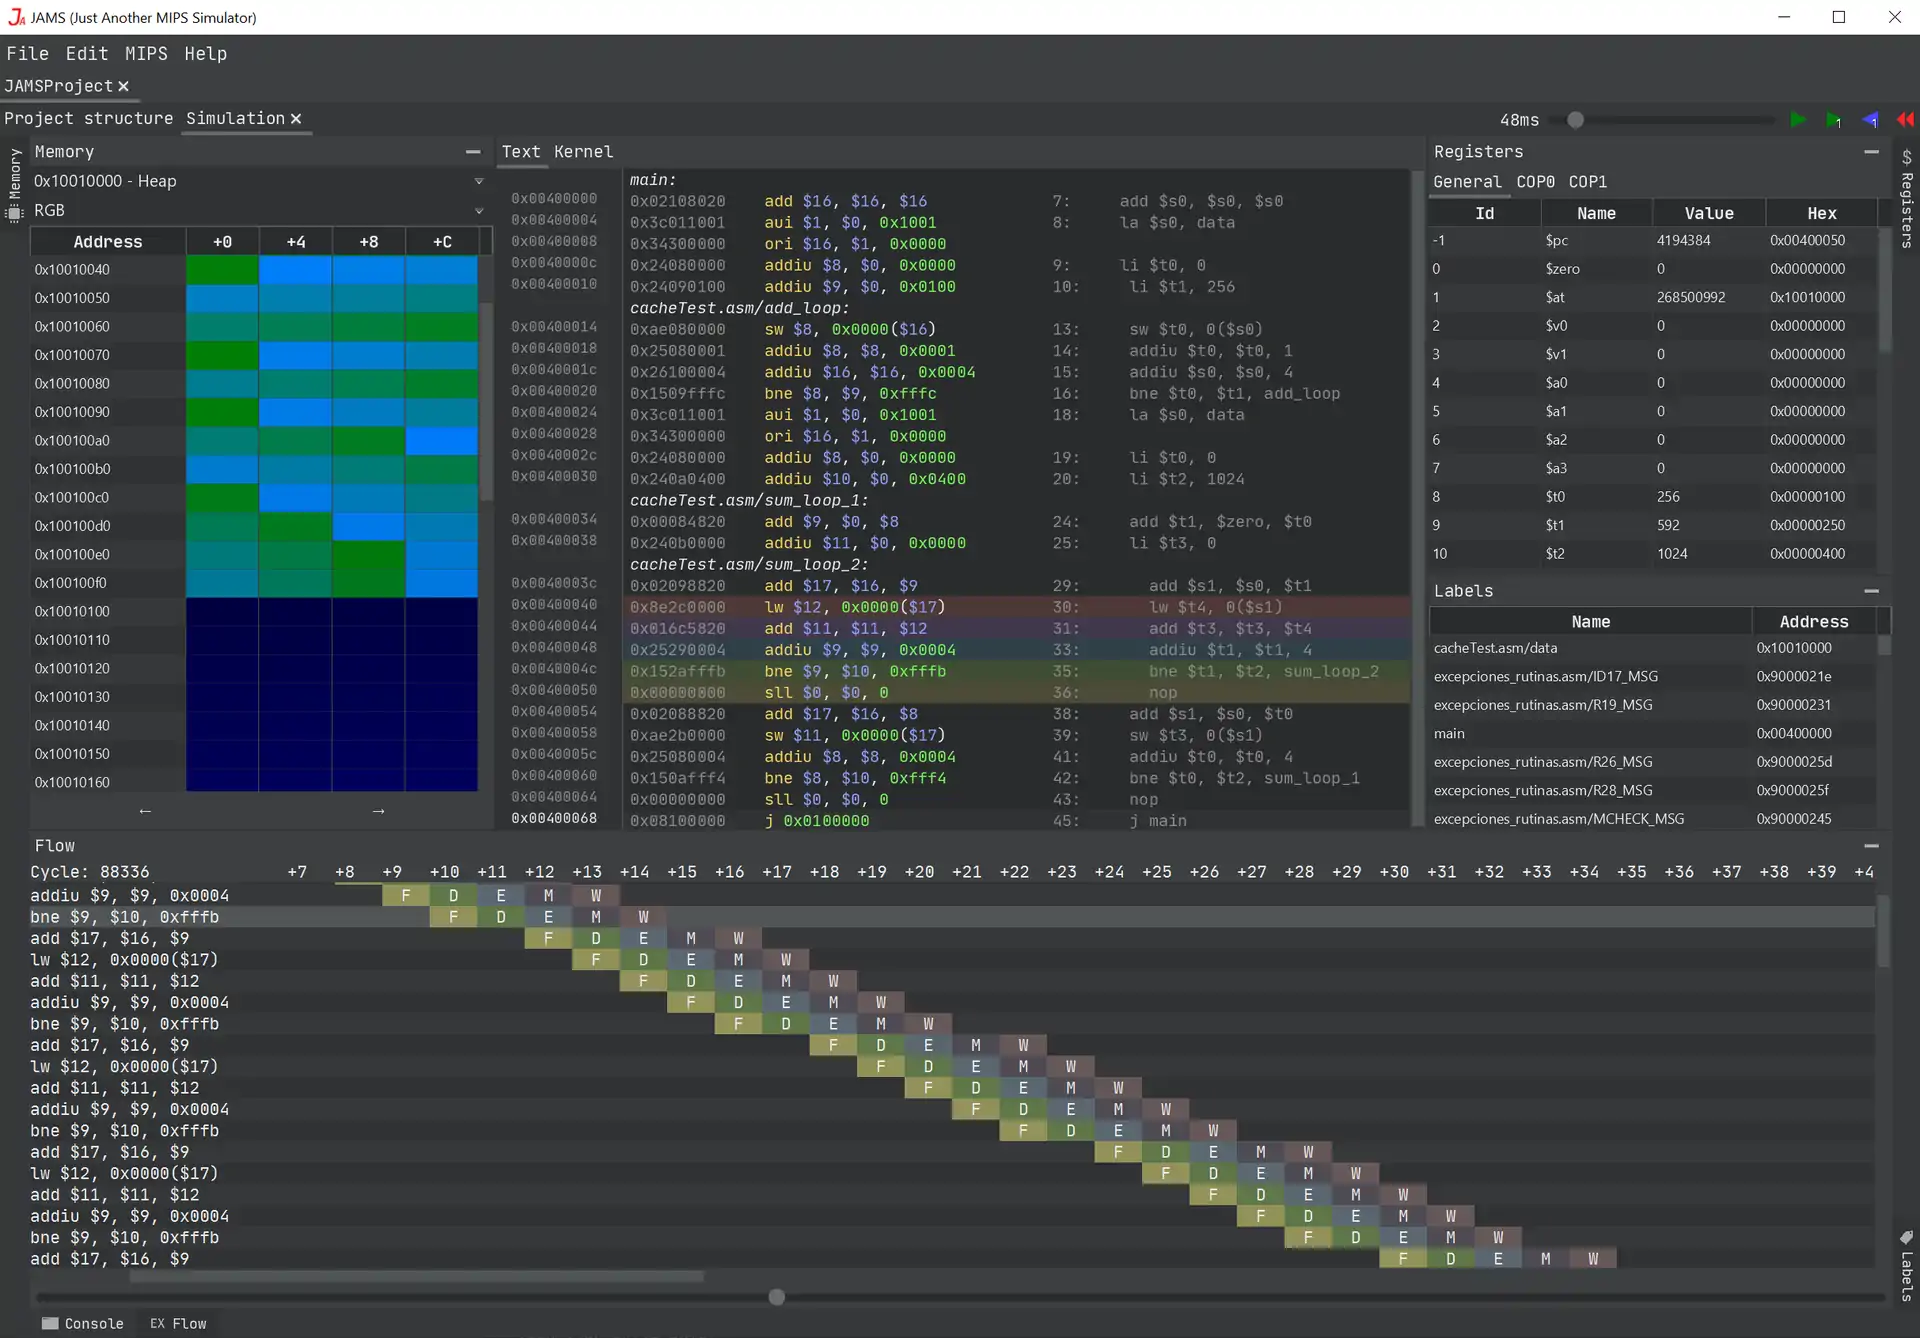 JAMS (Just Another MIPS Simulator)
File Edit MIPS Help
JAMSProject
Project structure Simulation
48ms
Memory
Memory
0x10010000 - Heap
RGB
Address +0 +4 +8 +C
0x10010040
0x10010050
0x10010060
0x10010070
0x10010080
0x10010090
0x100100a0
0x100100b0
0x100100c0
0x100100d0
0x100100e0
0x100100f0
0x10010100
0x10010110
0x10010120
0x10010130
0x10010140
0x10010150
0x10010160
← →
Text Kernel
main:
0x00400000 0x02108020 add $16, $16, $16 7: add $s0, $s0, $s0
0x00400004 0x3c011001 aui $1, $0, 0x1001 8: la $s0, data
0x00400008 0x34300000 ori $16, $1, 0x0000
0x0040000c 0x24080000 addiu $8, $0, 0x0000 9: li $t0, 0
0x00400010 0x24090100 addiu $9, $0, 0x0100 10: li $t1, 256
cacheTest.asm/add_loop:
0x00400014 0xae080000 sw $8, 0x0000($16) 13: sw $t0, 0($s0)
0x00400018 0x25080001 addiu $8, $8, 0x0001 14: addiu $t0, $t0, 1
0x0040001c 0x26100004 addiu $16, $16, 0x0004 15: addiu $s0, $s0, 4
0x00400020 0x1509fffc bne $8, $9, 0xfffc 16: bne $t0, $t1, add_loop
0x00400024 0x3c011001 aui $1, $0, 0x1001 18: la $s0, data
0x00400028 0x34300000 ori $16, $1, 0x0000
0x0040002c 0x24080000 addiu $8, $0, 0x0000 19: li $t0, 0
0x00400030 0x240a0400 addiu $10, $0, 0x0400 20: li $t2, 1024
cacheTest.asm/sum_loop_1:
0x00400034 0x00084820 add $9, $0, $8 24: add $t1, $zero, $t0
0x00400038 0x240b0000 addiu $11, $0, 0x0000 25: li $t3, 0
cacheTest.asm/sum_loop_2:
0x0040003c 0x02098820 add $17, $16, $9 29: add $s1, $s0, $t1
0x00400040 0x8e2c0000 lw $12, 0x0000($17) 30: lw $t4, 0($s1)
0x00400044 0x016c5820 add $11, $11, $12 31: add $t3, $t3, $t4
0x00400048 0x25290004 addiu $9, $9, 0x0004 33: addiu $t1, $t1, 4
0x0040004c 0x152afffb bne $9, $10, 0xfffb 35: bne $t1, $t2, sum_loop_2
0x00400050 0x00000000 sll $0, $0, 0 36: nop
0x00400054 0x02088820 add $17, $16, $8 38: add $s1, $s0, $t0
0x00400058 0xae2b0000 sw $11, 0x0000($17) 39: sw $t3, 0($s1)
0x0040005c 0x25080004 addiu $8, $8, 0x0004 41: addiu $t0, $t0, 4
0x00400060 0x150afff4 bne $8, $10, 0xfff4 42: bne $t0, $t2, sum_loop_1
0x00400064 0x00000000 sll $0, $0, 0 43: nop
0x00400068 0x08100000 j 0x0100000 45: j main
Registers
$ Registers
General COP0 COP1
Id Name Value Hex
-1 $pc 4194384 0x00400050
0 $zero 0 0x00000000
1 $at 268500992 0x10010000
2 $v0 0 0x00000000
3 $v1 0 0x00000000
4 $a0 0 0x00000000
5 $a1 0 0x00000000
6 $a2 0 0x00000000
7 $a3 0 0x00000000
8 $t0 256 0x00000100
9 $t1 592 0x00000250
10 $t2 1024 0x00000400
Labels
Name Address
cacheTest.asm/data 0x10010000
excepciones_rutinas.asm/ID17_MSG 0x9000021e
excepciones_rutinas.asm/R19_MSG 0x90000231
main 0x00400000
excepciones_rutinas.asm/R26_MSG 0x9000025d
excepciones_rutinas.asm/R28_MSG 0x9000025f
excepciones_rutinas.asm/MCHECK_MSG 0x90000245
Flow
Cycle: 88336 +7 +8 +9 +10 +11 +12 +13 +14 +15 +16 +17 +18 +19 +20 +21 +22 +23 +24 +25 +26 +27 +28 +29 +30 +31 +32 +33 +34 +35 +36 +37 +38 +39 +4
addiu $9, $9, 0x0004 F D E M W
bne $9, $10, 0xfffb F D E M W
add $17, $16, $9 F D E M W
lw $12, 0x0000($17) F D E M W
add $11, $11, $12 F D E M W
addiu $9, $9, 0x0004 F D E M W
bne $9, $10, 0xfffb F D E M W
add $17, $16, $9 F D E M W
lw $12, 0x0000($17) F D E M W
add $11, $11, $12 F D E M W
addiu $9, $9, 0x0004 F D E M W
bne $9, $10, 0xfffb F D E M W
add $17, $16, $9 F D E M W
lw $12, 0x0000($17) F D E M W
add $11, $11, $12 F D E M W
addiu $9, $9, 0x0004 F D E M W
bne $9, $10, 0xfffb F D E M W
add $17, $16, $9 F D E M W
Labels
Console EX Flow